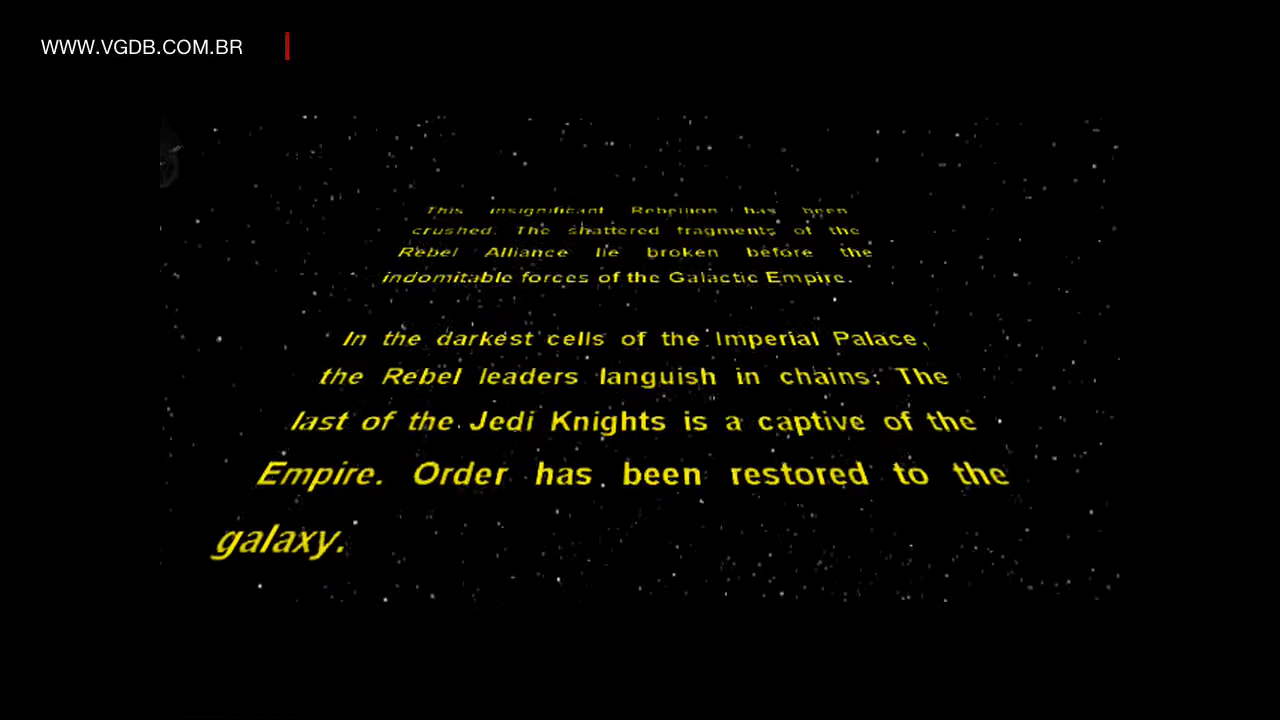 WWW.VGDB.COM.BR
This insignificant Rebellion has been
crushed. The shattered fragments of the
Rebel Alliance lie broken before the
indomitable forces of the Galactic Empire.
In the darkest cells of the Imperial Palace,
the Rebel leaders languish in chains. The
last of the Jedi Knights is a captive of the
Empire. Order has been restored to the
galaxy.